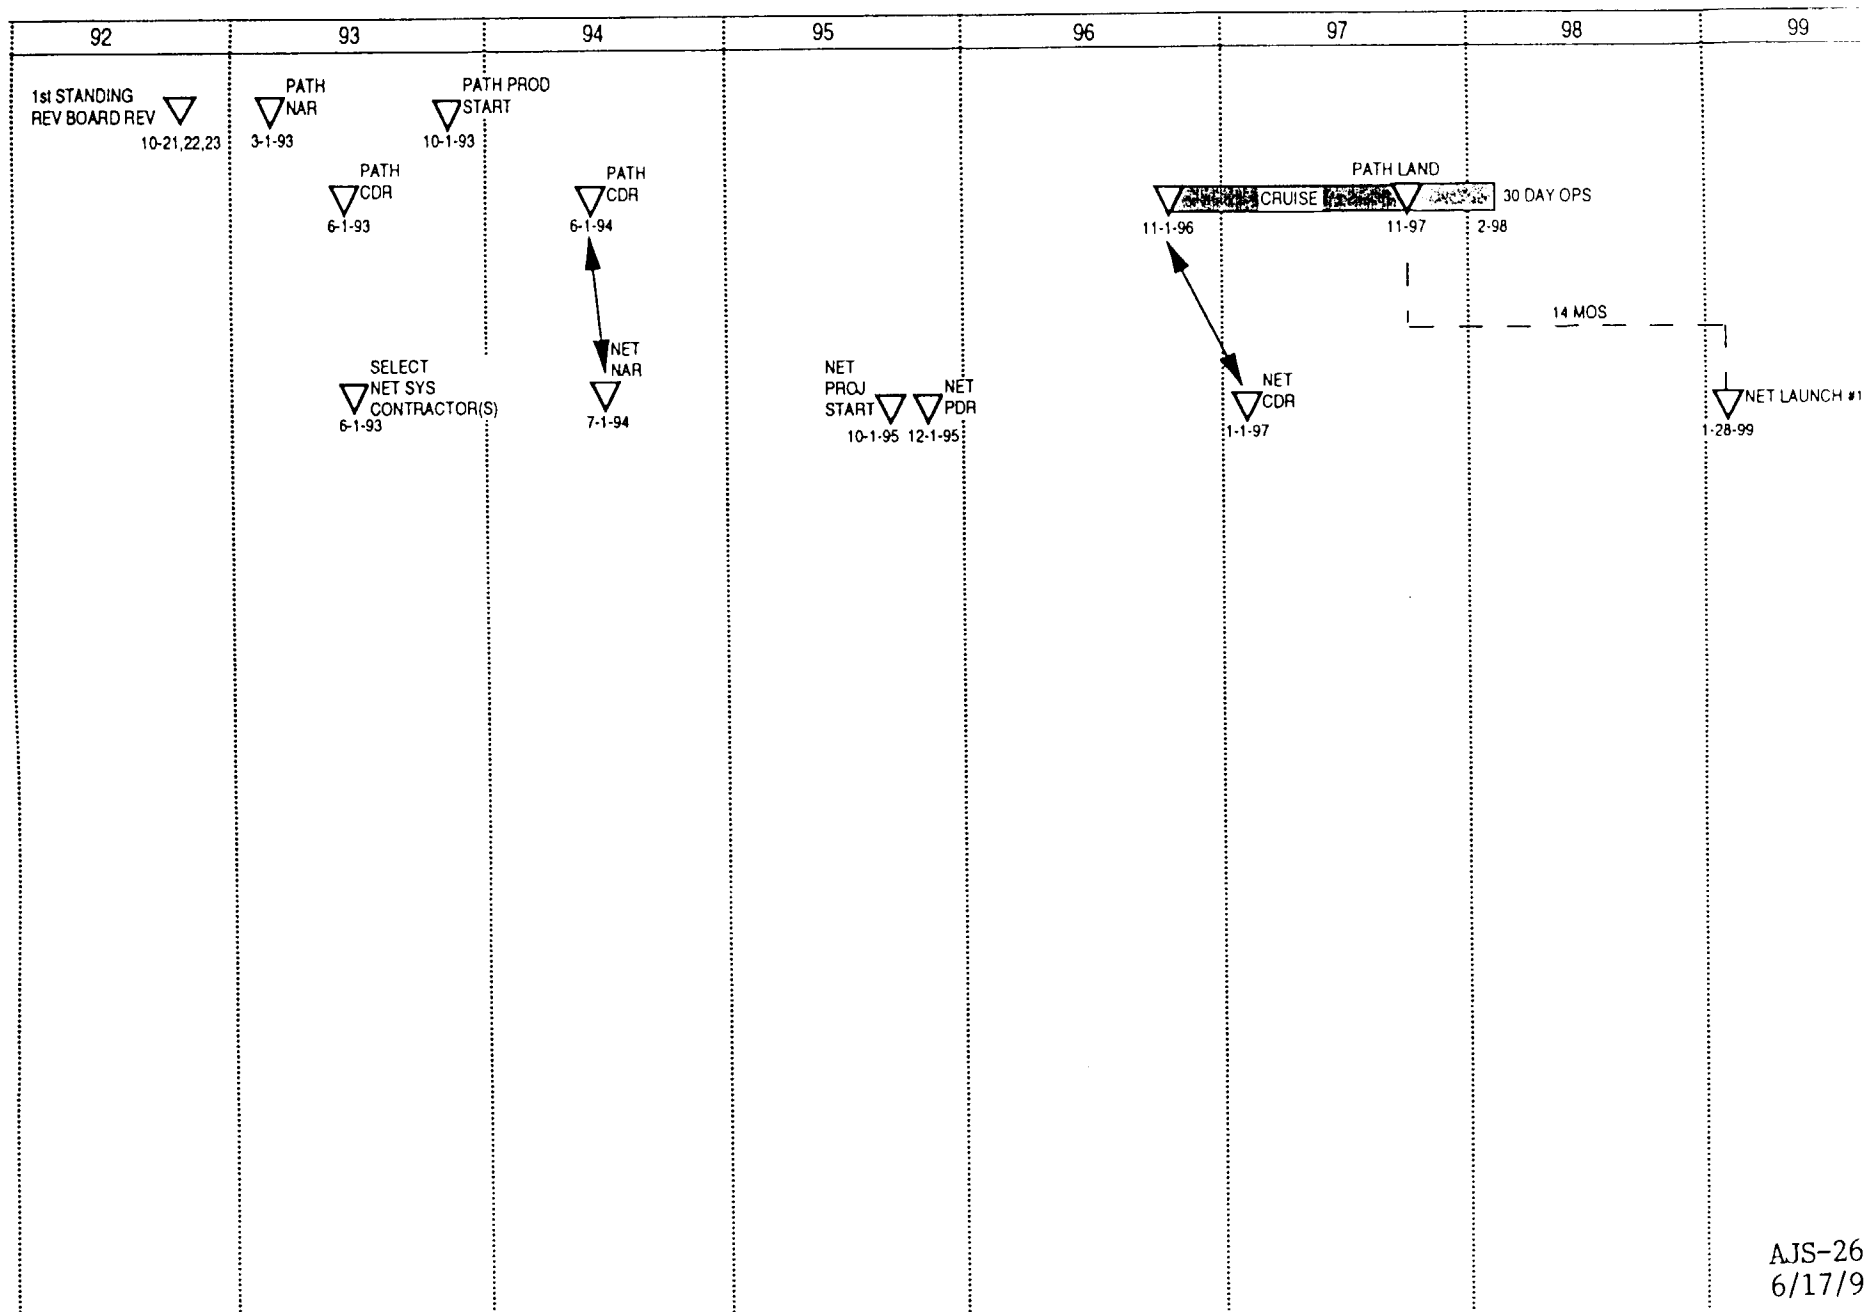 92 93 94 95 96 97 98 99
1st STANDING
REV BOARD REV
10-21,22,23
PATH
NAR
3-1-93
PATH PROD
START
10-1-93
PATH
CDR
6-1-93
PATH
CDR
6-1-94
11-1-96
CRUISE
PATH LAND
11-97
2-98
30 DAY OPS
14 MOS
SELECT
NET SYS
CONTRACTOR(S)
6-1-93
NET
NAR
7-1-94
NET
PROJ
START
10-1-95
NET
PDR
12-1-95
NET
CDR
1-1-97
NET LAUNCH #1
1-28-99
AJS-26
6/17/9